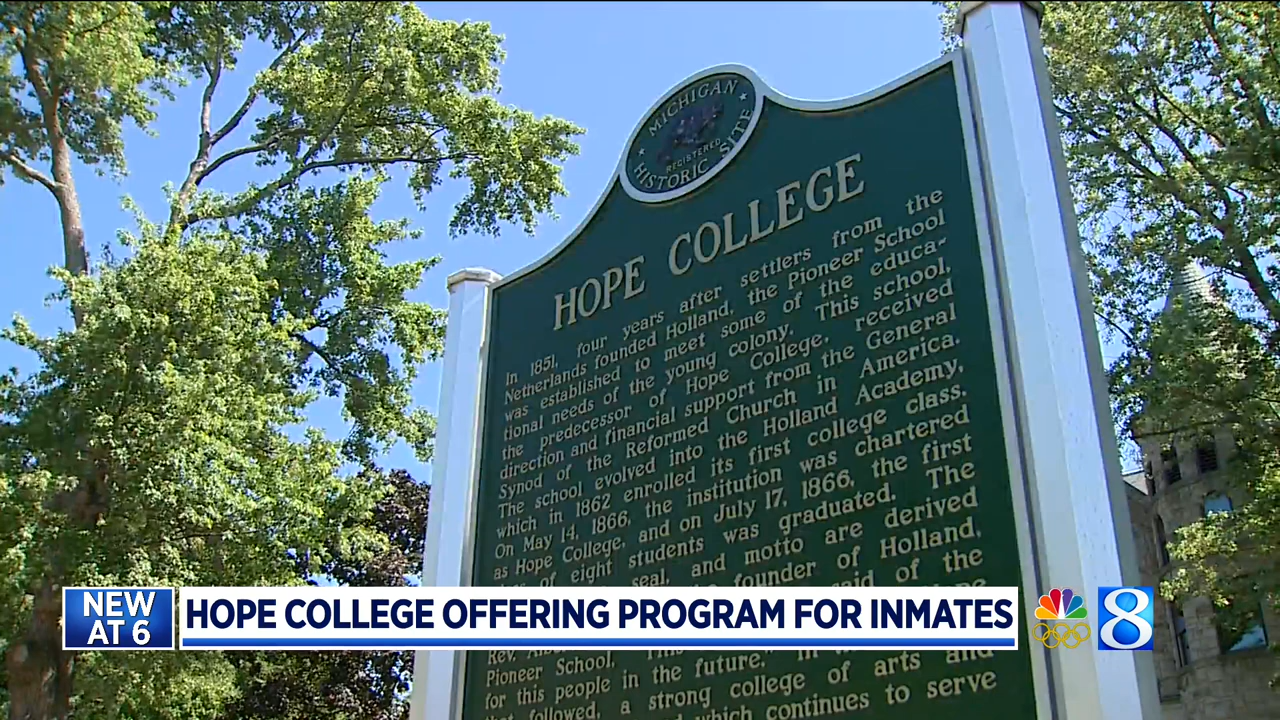 MICHIGAN
REGISTERED
HISTORIC SITE
HOPE COLLEGE
In 1851, four years after settlers from the
Netherlands founded Holland, the Pioneer School
was established to meet some of the educa-
tional needs of the young colony. This school,
the predecessor of Hope College, received
direction and financial support from the General
Synod of the Reformed Church in America.
The school evolved into the Holland Academy,
which in 1862 enrolled its first college class.
On May 14, 1866, the institution was chartered
as Hope College, and on July 17, 1866, the first
of eight students was graduated. The
seal, and motto are derived
founder of Holland,
said of the
NEW
AT 6
HOPE COLLEGE OFFERING PROGRAM FOR INMATES
8
Rev.
Pioneer School,
for this people in the future."
followed, a strong college of arts and
which continues to serve